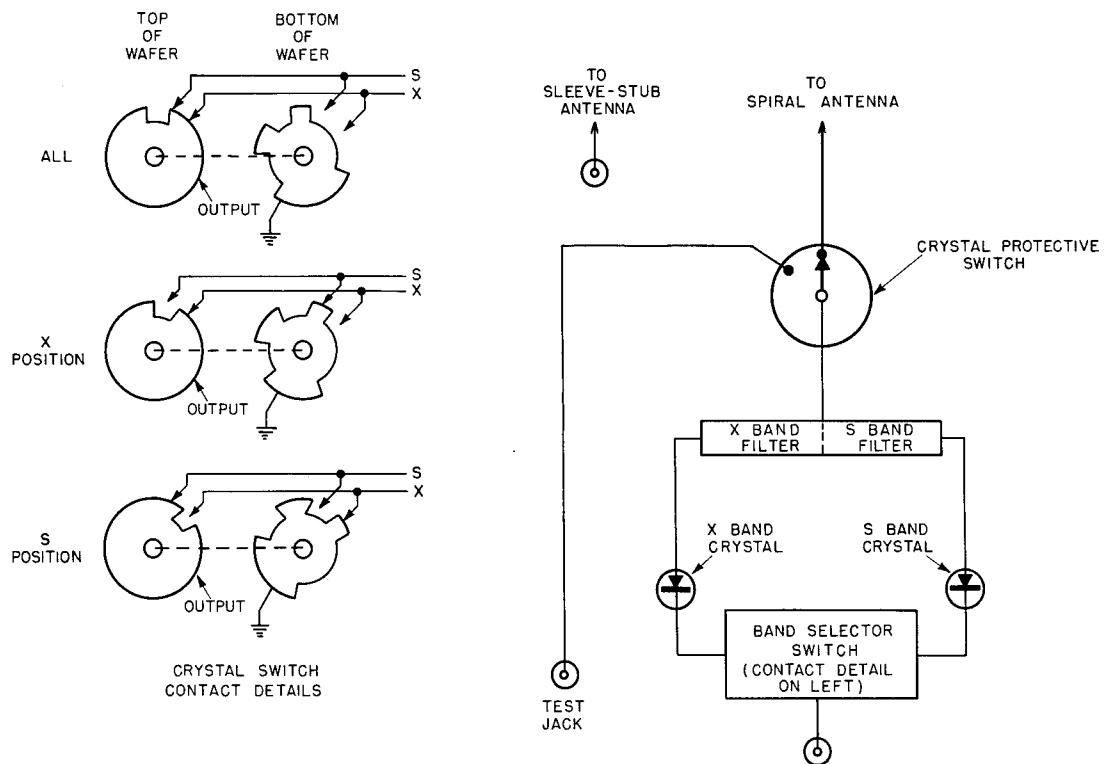 TOP
OF
WAFER
BOTTOM
OF
WAFER
S
X
ALL
OUTPUT
S
X
X
POSITION
OUTPUT
S
X
S
POSITION
OUTPUT
CRYSTAL SWITCH
CONTACT DETAILS
TO
SLEEVE-STUB
ANTENNA
TO
SPIRAL ANTENNA
CRYSTAL PROTECTIVE
SWITCH
X BAND
FILTER
S BAND
FILTER
X BAND
CRYSTAL
S BAND
CRYSTAL
BAND SELECTOR
SWITCH
(CONTACT DETAIL
ON LEFT)
TEST
JACK